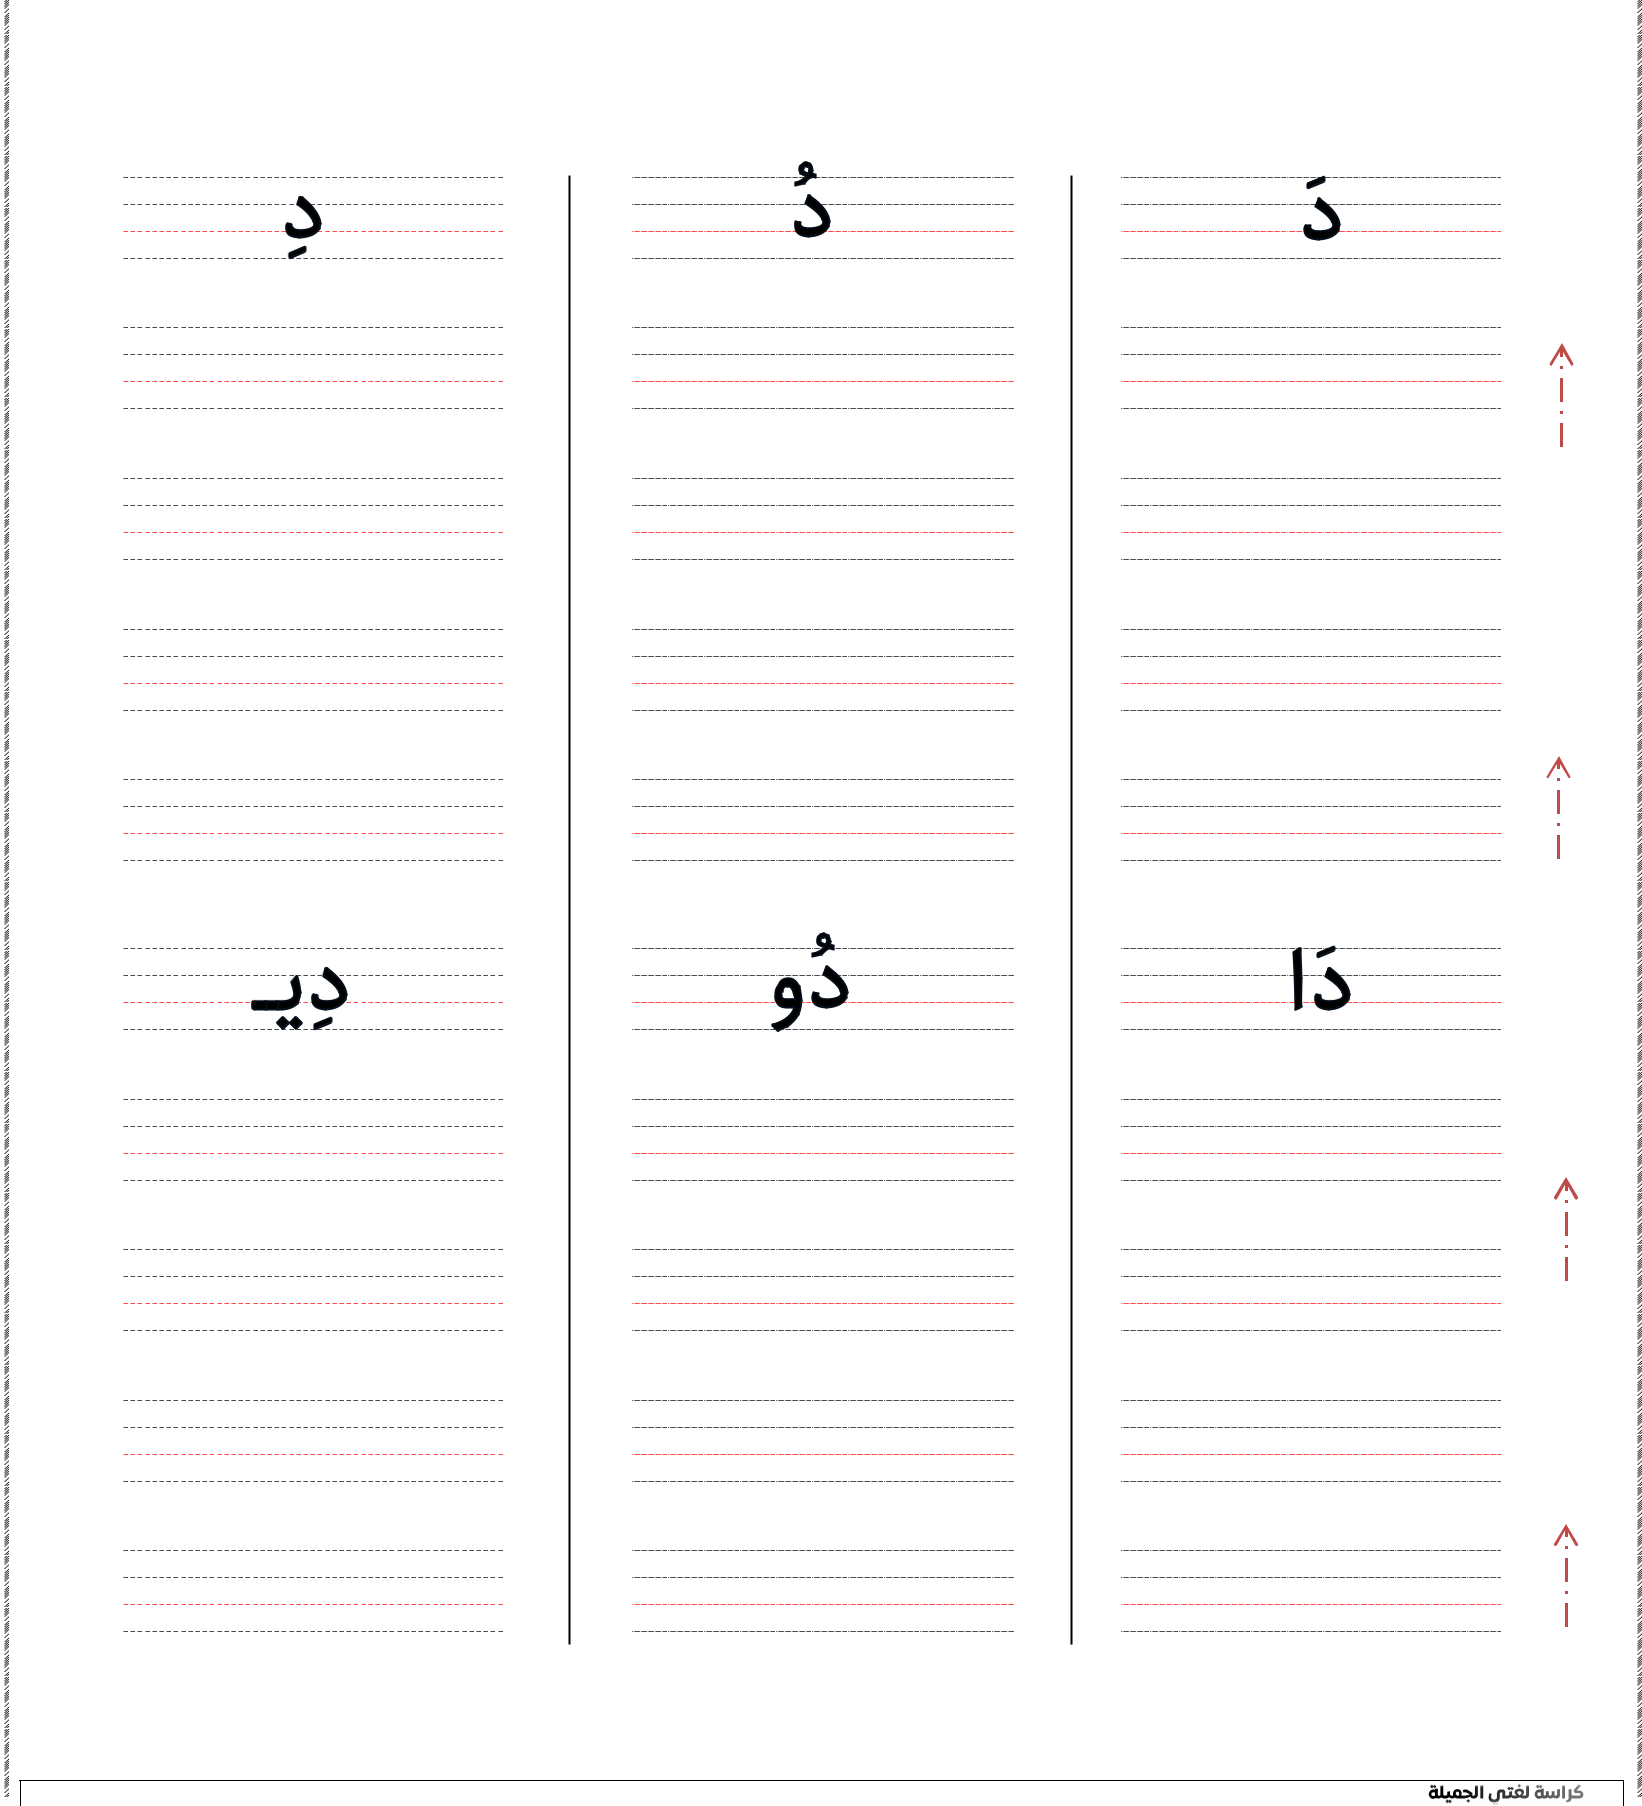 دَ دُ دِ
دَا دُو دِيـ
كراسة لغتي الجميلة